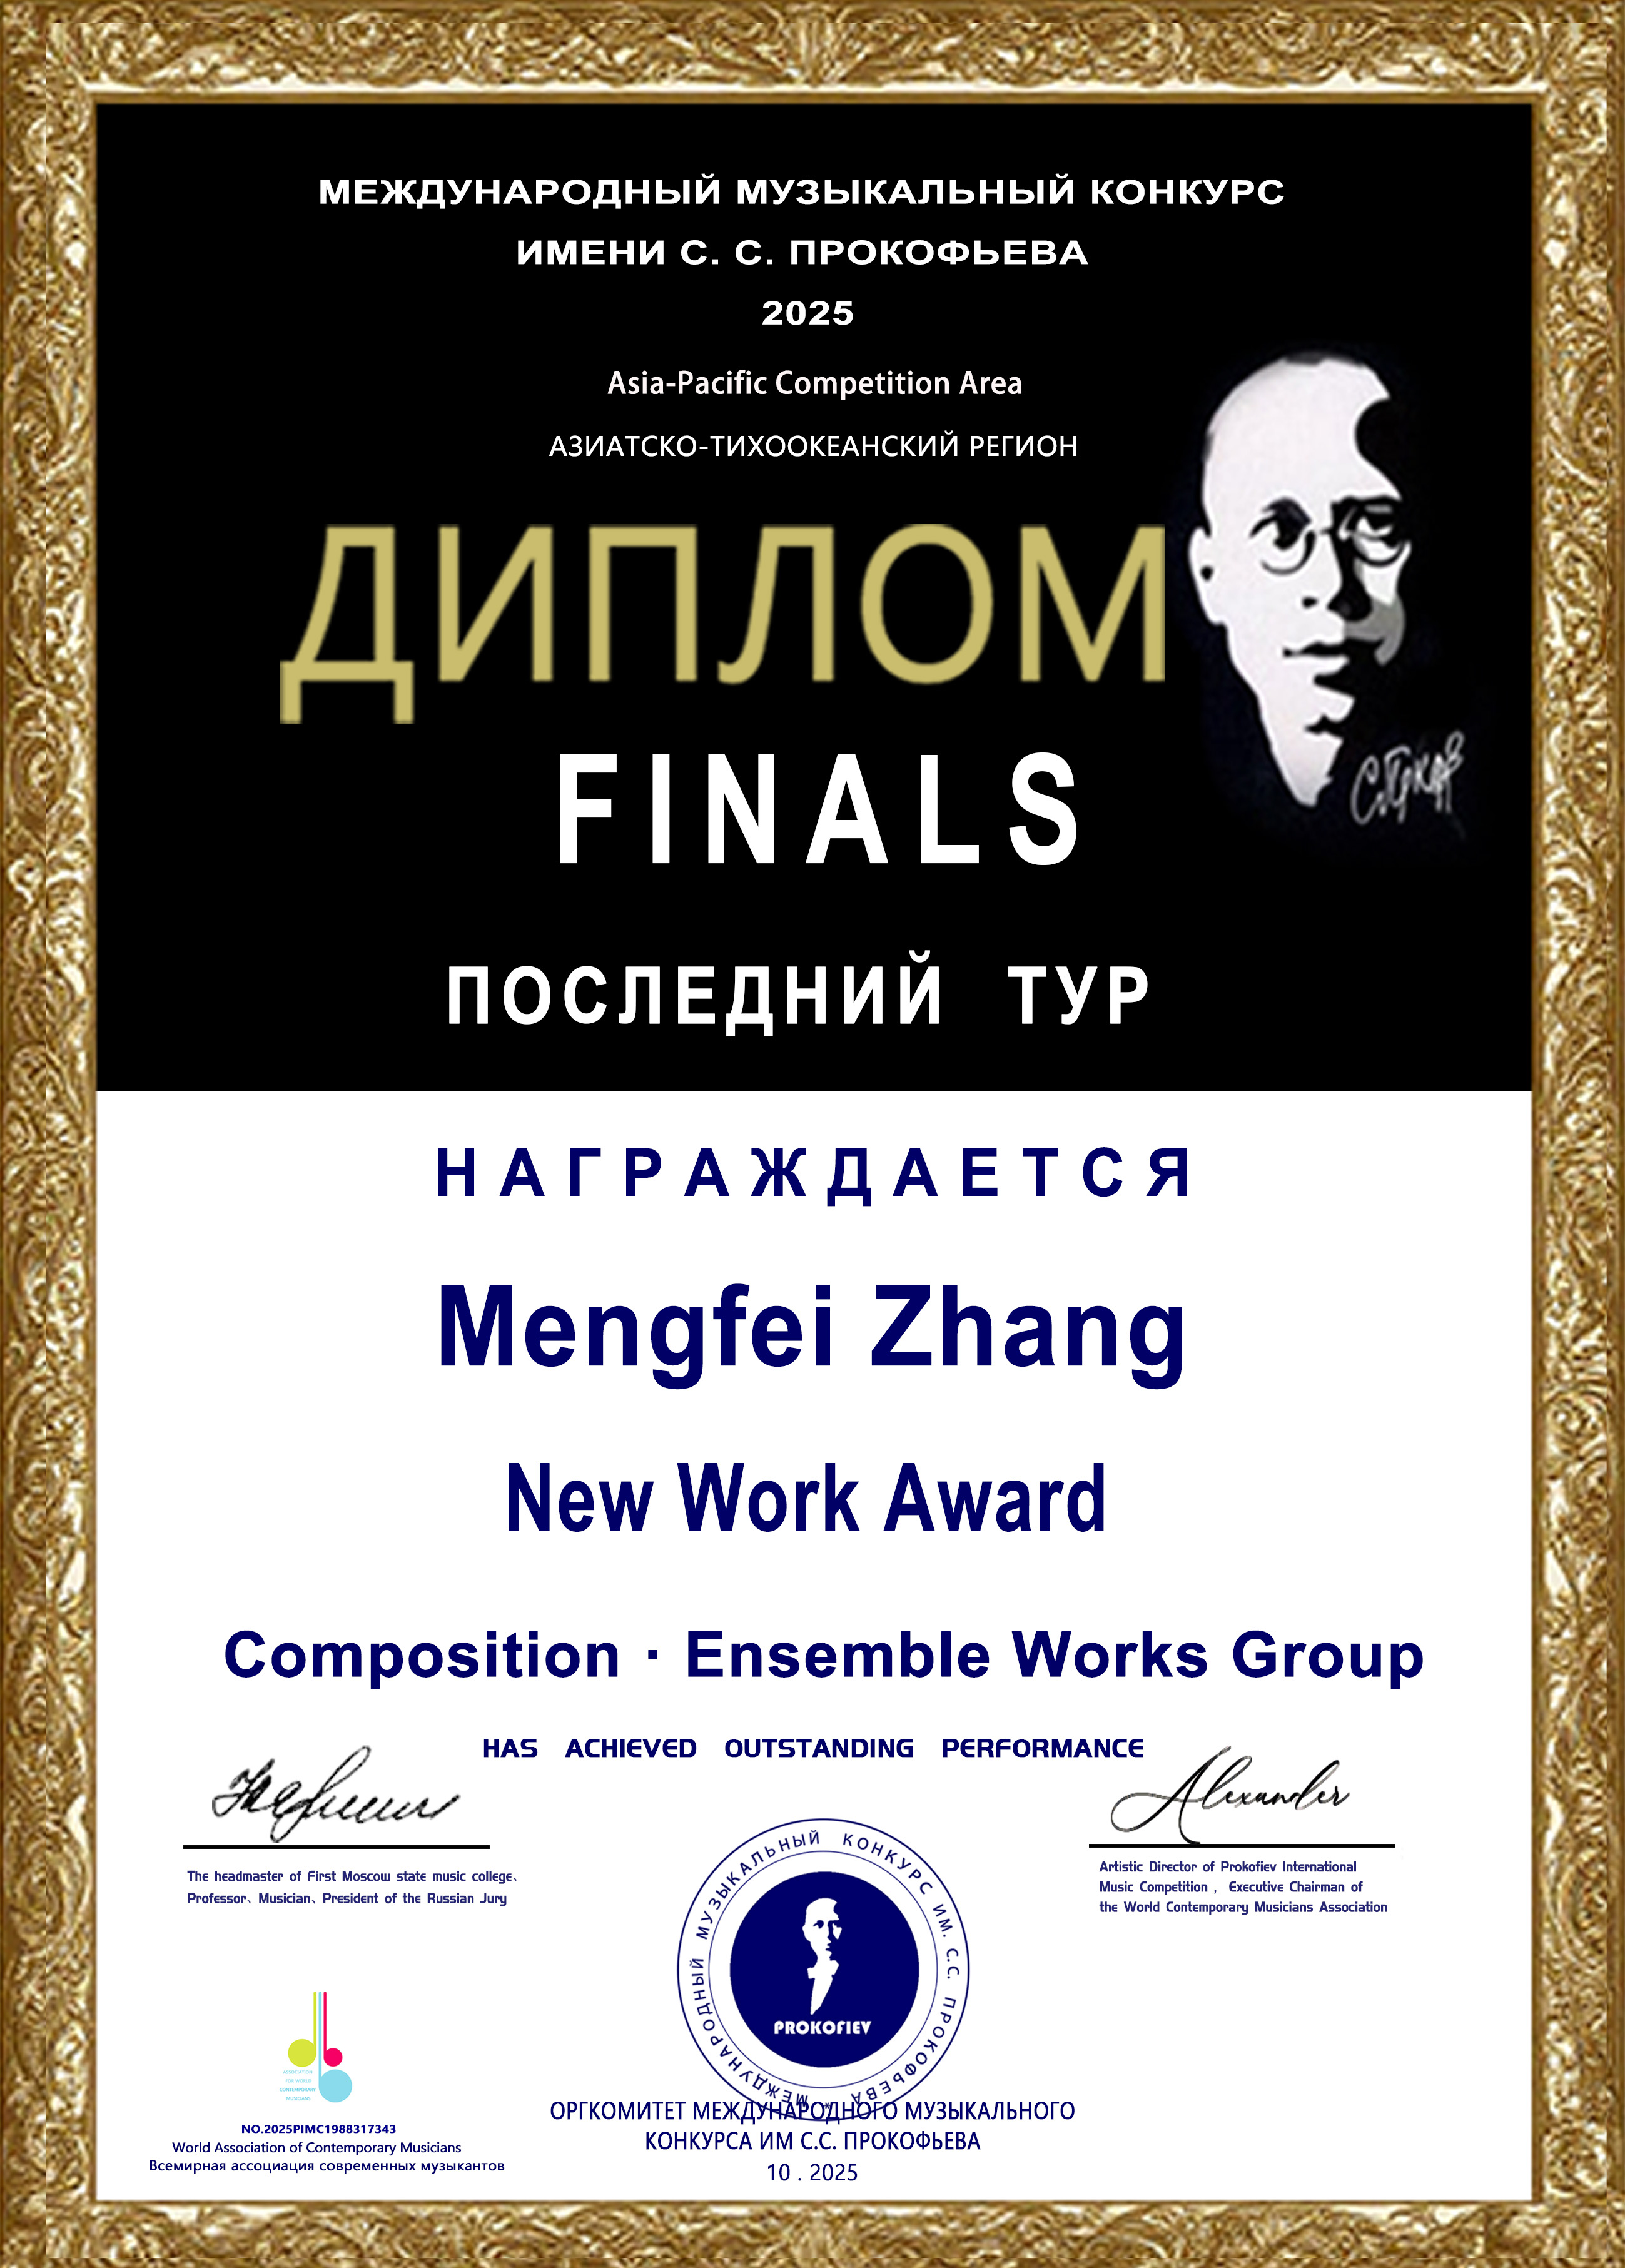 МЕЖДУНАРОДНЫЙ МУЗЫКАЛЬНЫЙ КОНКУРС
ИМЕНИ С. С. ПРОКОФЬЕВА
2025
Asia-Pacific Competition Area
АЗИАТСКО-ТИХООКЕАНСКИЙ РЕГИОН
ДИПЛОМ
FINALS
ПОСЛЕДНИЙ ТУР
НАГРАЖДАЕТСЯ
Mengfei Zhang
New Work Award
Composition · Ensemble Works Group
HAS ACHIEVED OUTSTANDING PERFORMANCE
Alexander
The headmaster of First Moscow state music college、
Professor、Musician、President of the Russian Jury
Artistic Director of Prokofiev International
Music Competition , Executive Chairman of
the World Contemporary Musicians Association
МЕЖДУНАРОДНЫЙ МУЗЫКАЛЬНЫЙ КОНКУРС ИМ. С.С. ПРОКОФЬЕВА *
PROKOFIEV
ASSOCIATION
FOR WORLD
CONTEMPORARY
MUSICIANS
NO.2025PIMC1988317343
World Association of Contemporary Musicians
Всемирная ассоциация современных музыкантов
ОРГКОМИТЕТ МЕЖДУНАРОДНОГО МУЗЫКАЛЬНОГО
КОНКУРСА ИМ С.С. ПРОКОФЬЕВА
10 . 2025